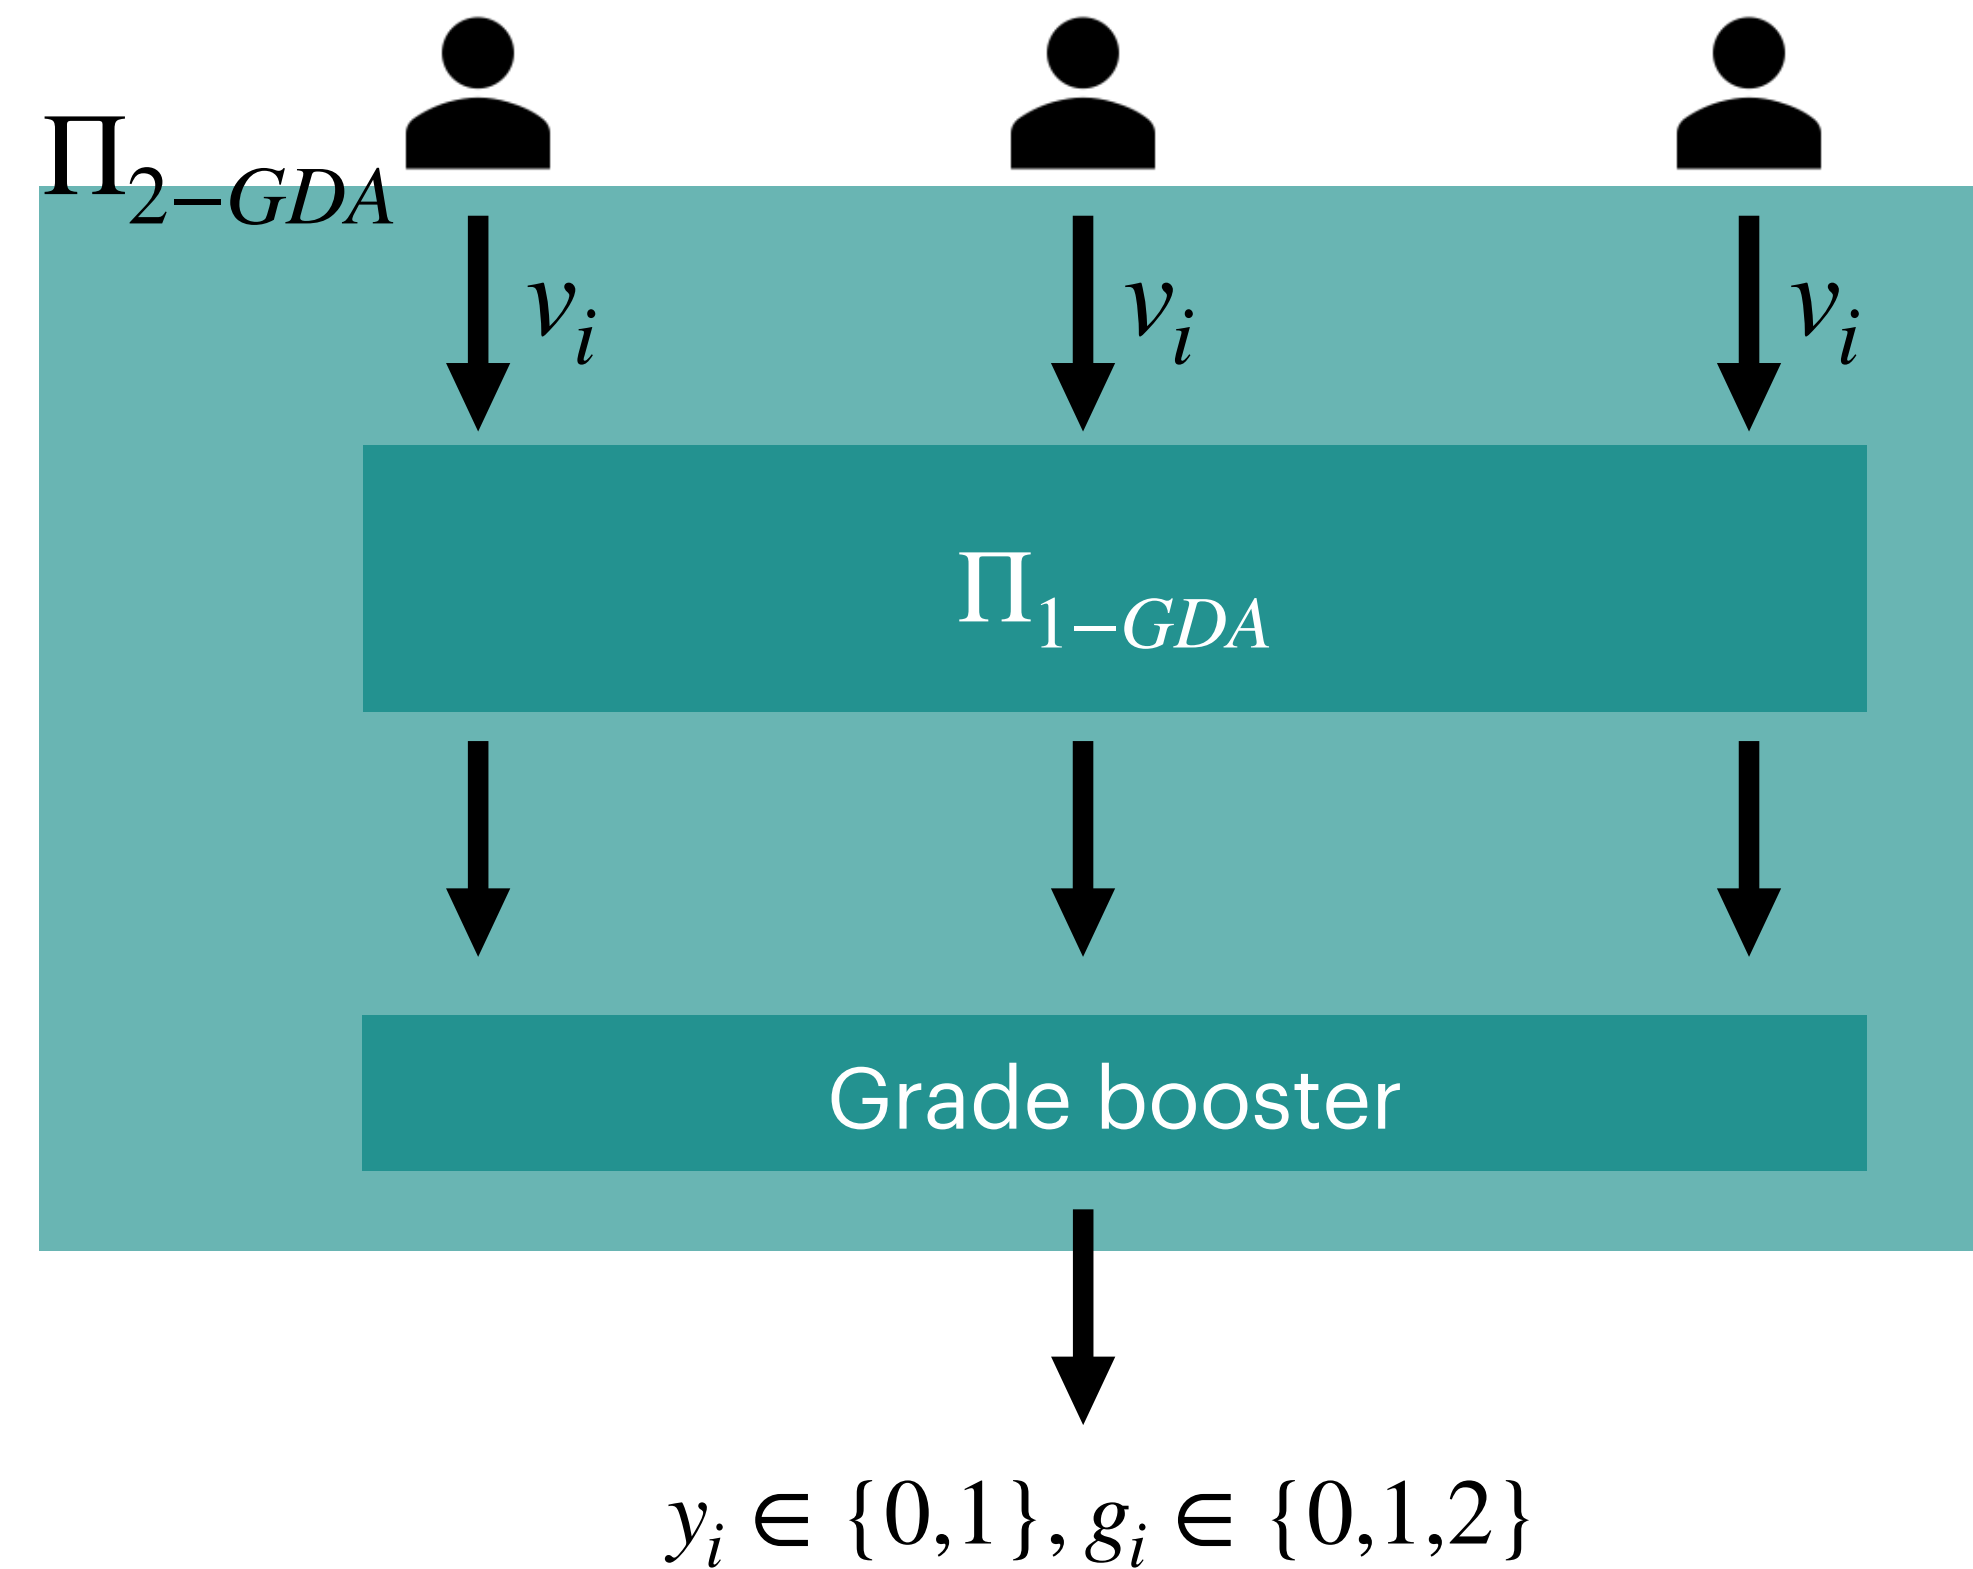 Π₂₋GDA
vᵢ vᵢ vᵢ
Π₁₋GDA
Grade booster
yᵢ ∈ {0,1}, gᵢ ∈ {0,1,2}